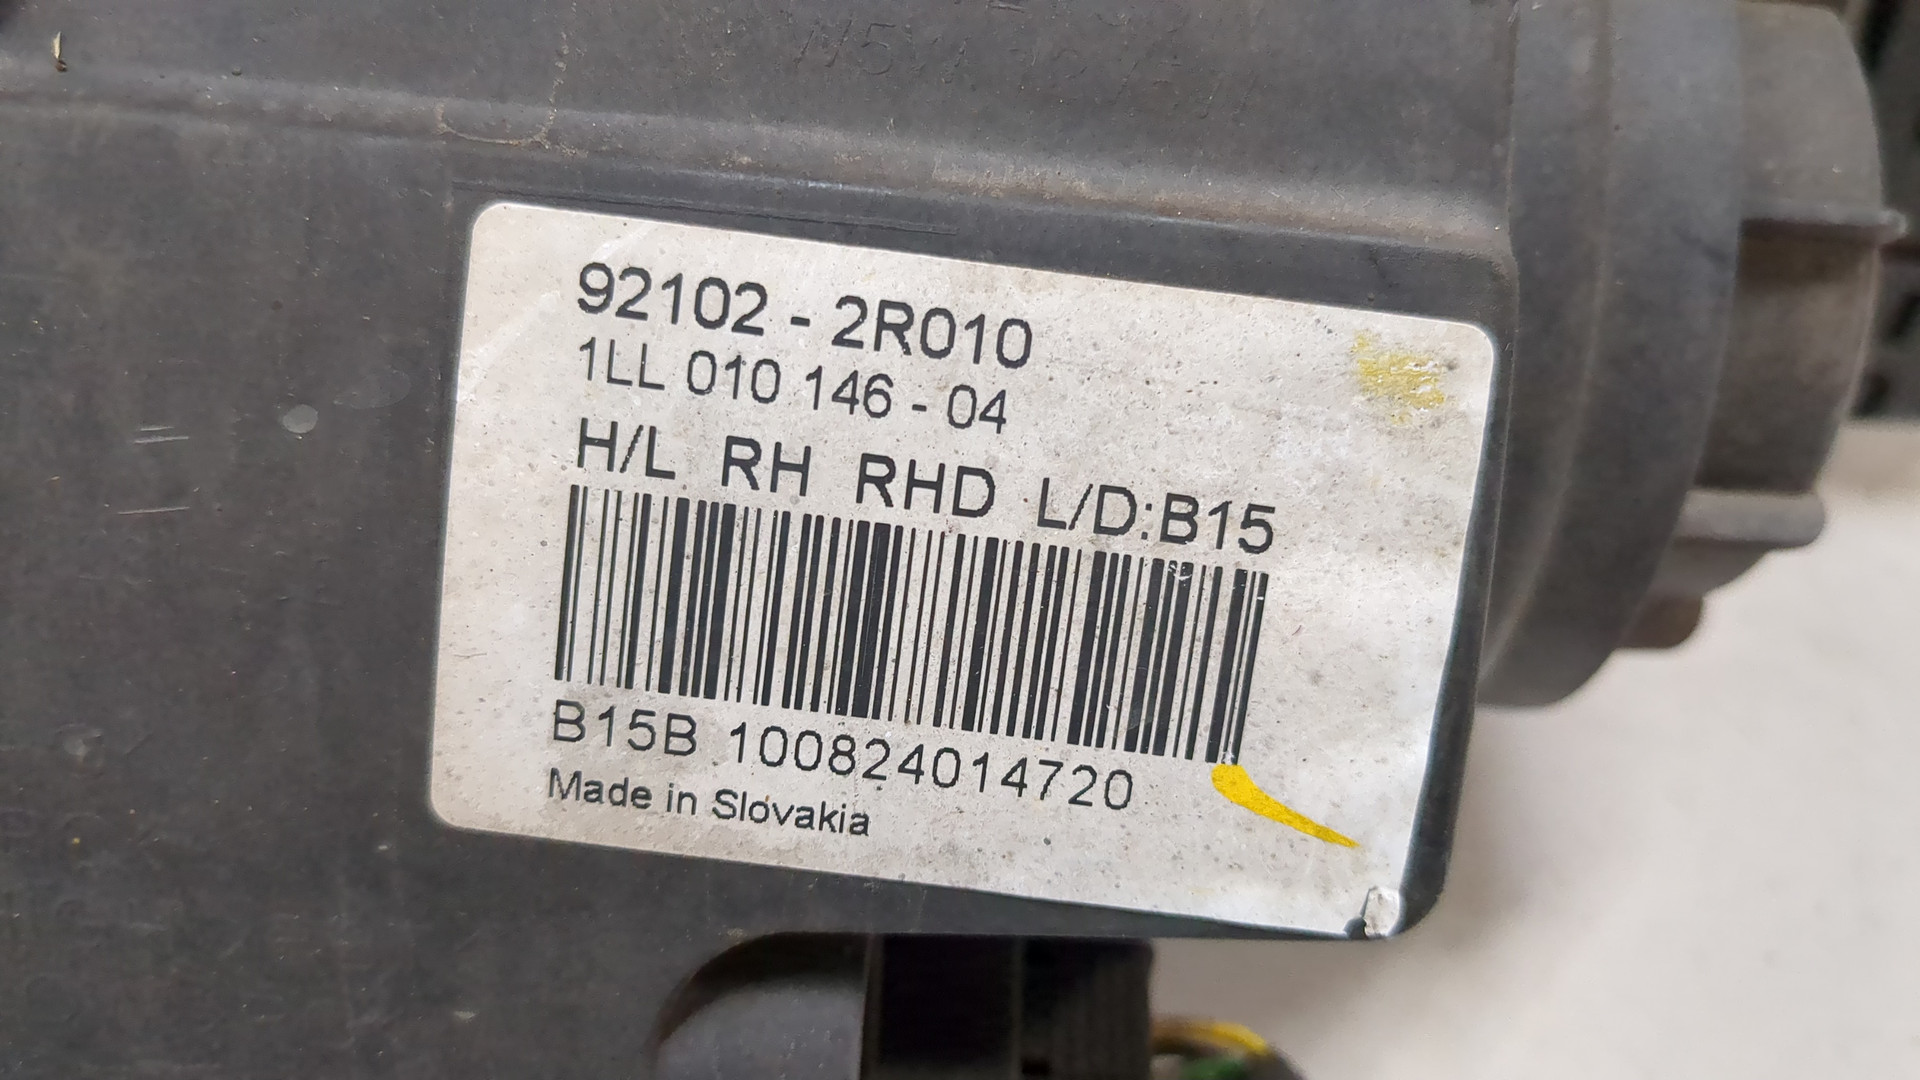 92102 - 2R010
1LL 010 146 - 04
H/L RH RHD L/D:B15
B15B 100824014720
Made in Slovakia